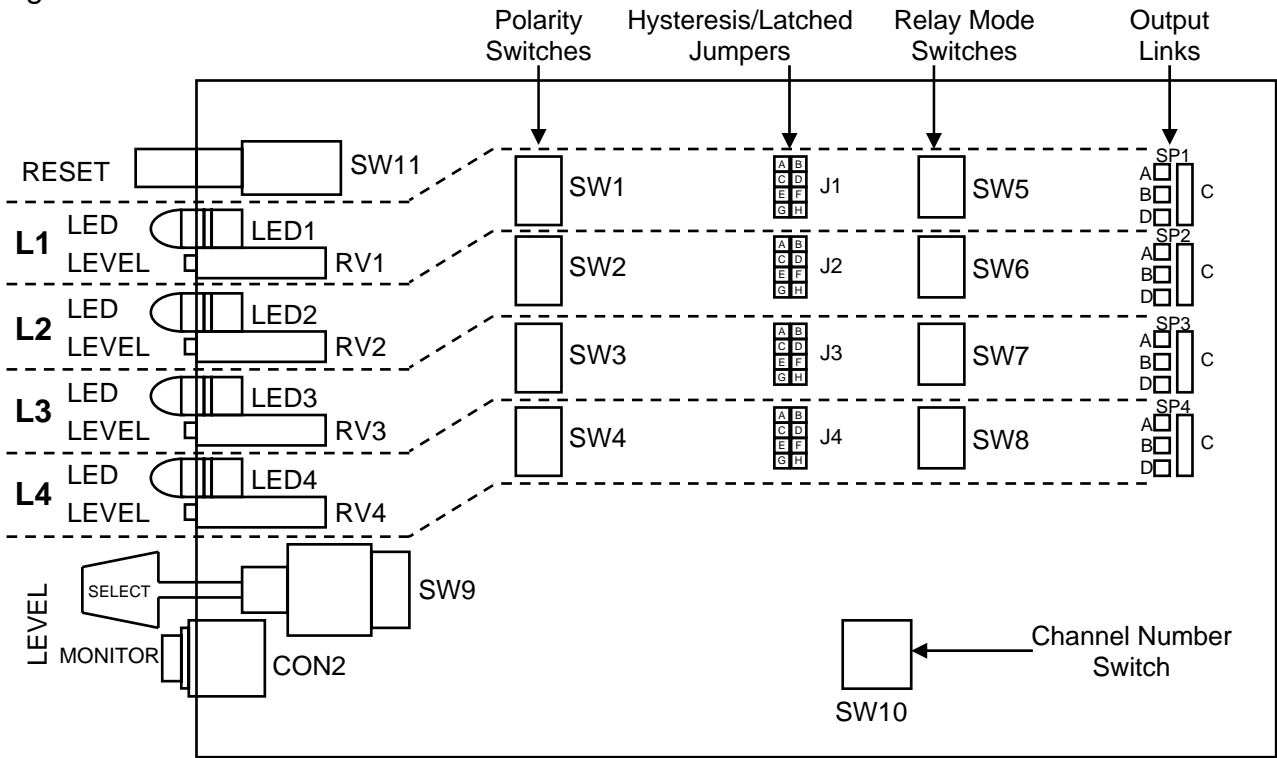 Polarity
Switches
Hysteresis/Latched
Jumpers
Relay Mode
Switches
Output
Links
RESET
SW11
L1
LED
LED1
LEVEL
RV1
L2
LED
LED2
LEVEL
RV2
L3
LED
LED3
LEVEL
RV3
L4
LED
LED4
LEVEL
RV4
SW1
A B
C D
E F
G H
J1
SW5
SP1
A
B
D
C
SW2
A B
C D
E F
G H
J2
SW6
SP2
A
B
D
C
SW3
A B
C D
E F
G H
J3
SW7
SP3
A
B
D
C
SW4
A B
C D
E F
G H
J4
SW8
SP4
A
B
D
C
LEVEL
SELECT
SW9
MONITOR
CON2
Channel Number
Switch
SW10